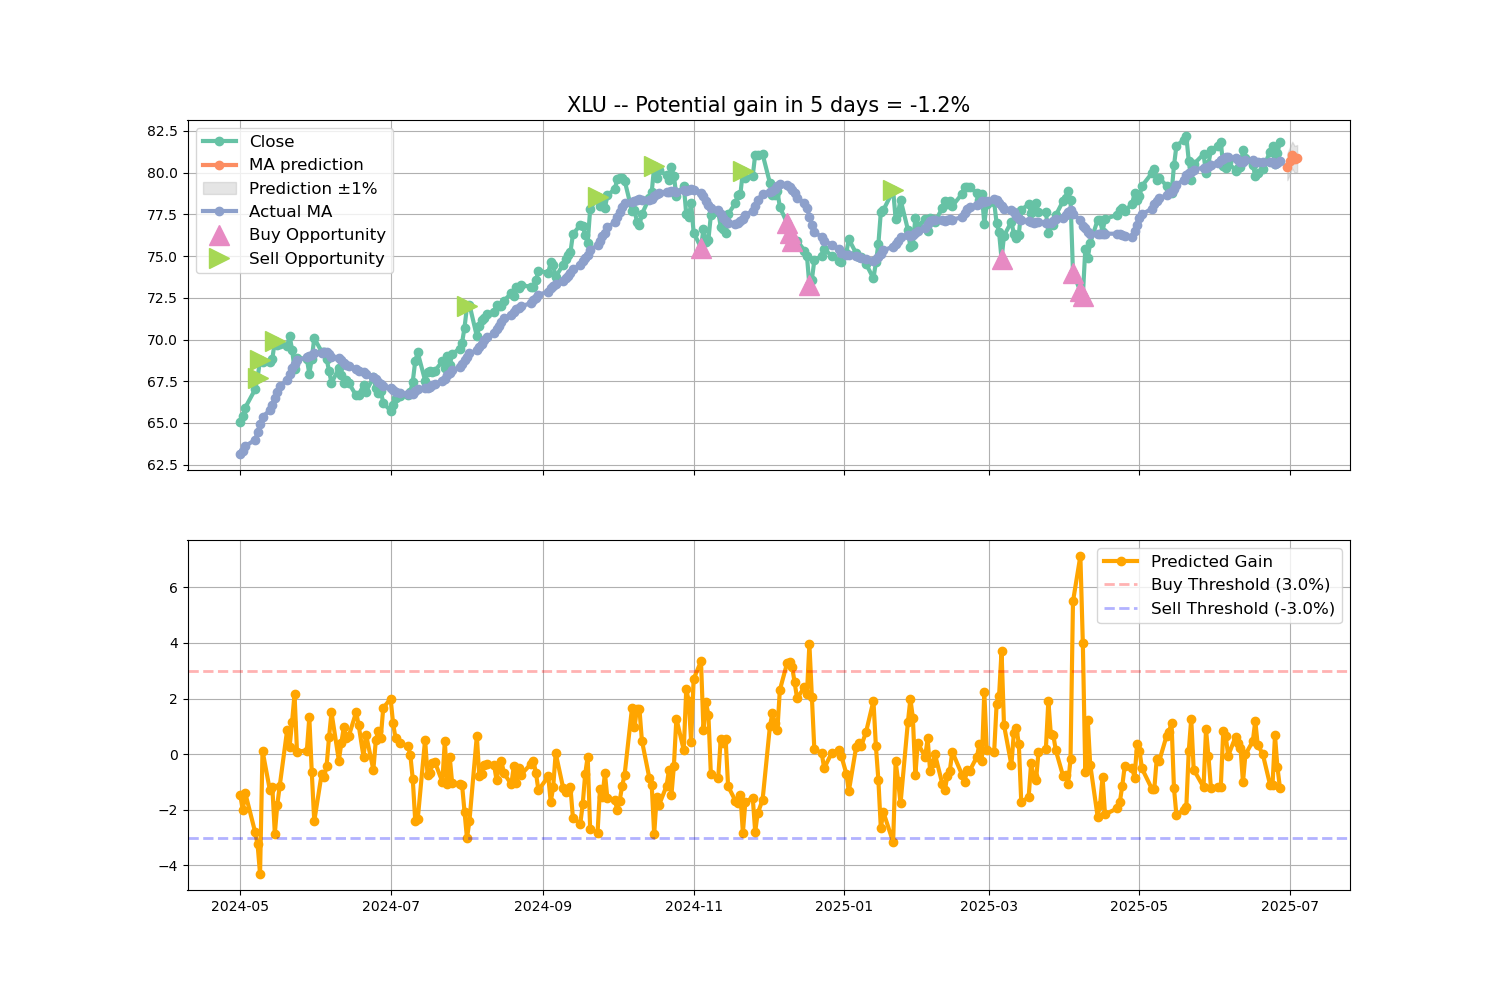 XLU -- Potential gain in 5 days = -1.2%
82.5
80.0
77.5
75.0
72.5
70.0
67.5
65.0
62.5
Close
MA prediction
Prediction ±1%
Actual MA
Buy Opportunity
Sell Opportunity
6
4
2
0
−2
−4
Predicted Gain
Buy Threshold (3.0%)
Sell Threshold (-3.0%)
2024-05 2024-07 2024-09 2024-11 2025-01 2025-03 2025-05 2025-07